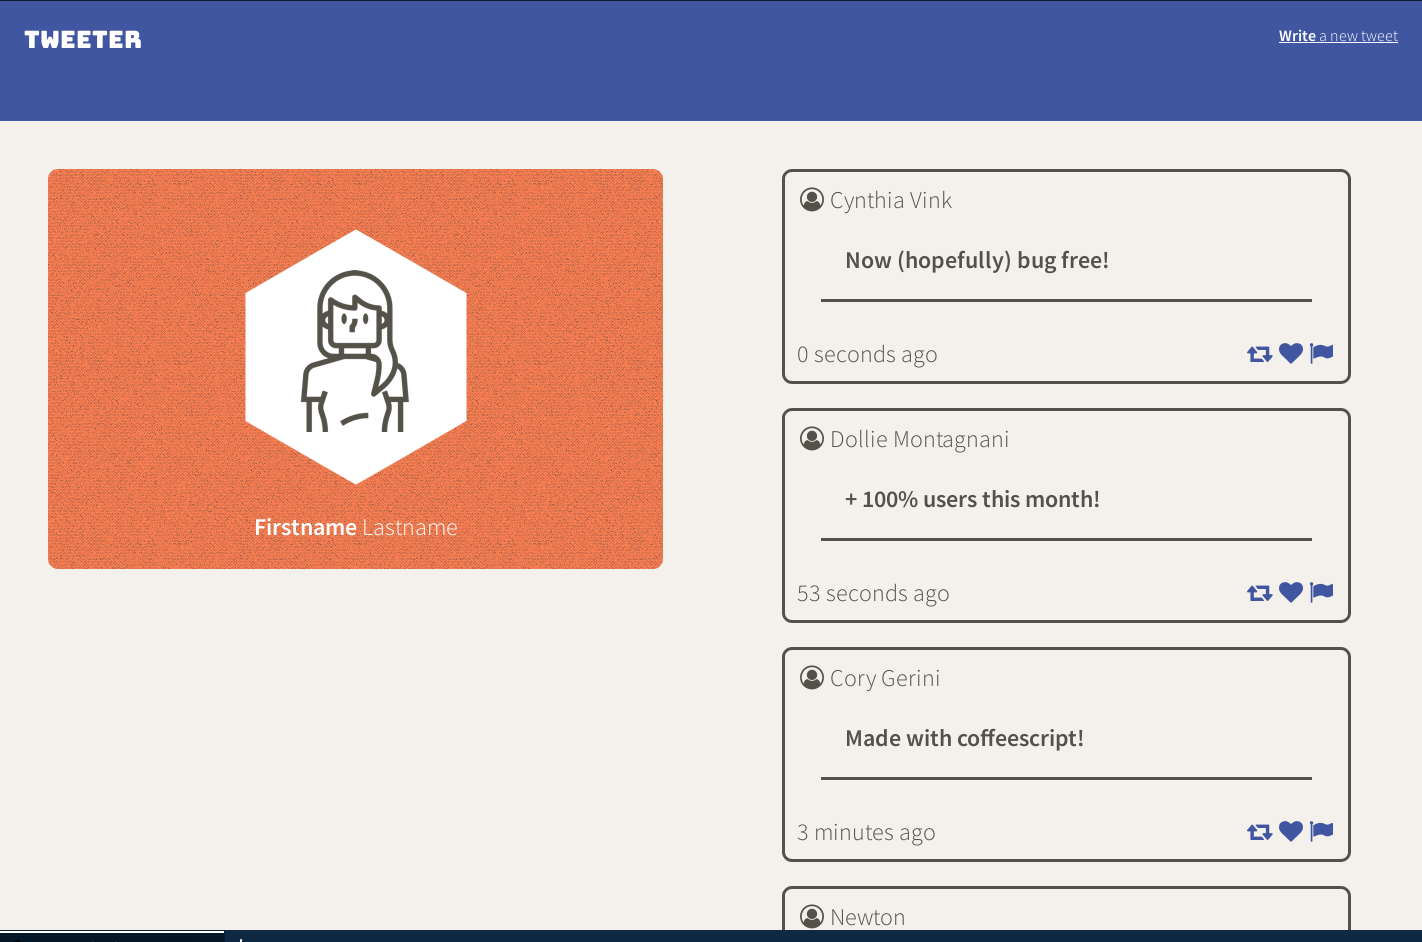 TWEETER
Write a new tweet
Firstname Lastname
Cynthia Vink
Now (hopefully) bug free!
0 seconds ago
Dollie Montagnani
+ 100% users this month!
53 seconds ago
Cory Gerini
Made with coffeescript!
3 minutes ago
Newton